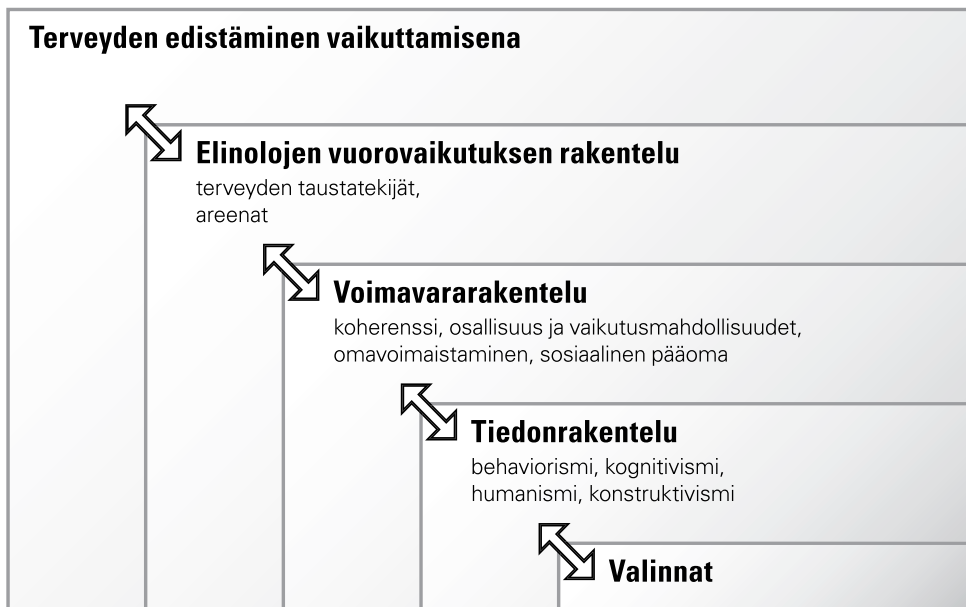 Terveyden edistäminen vaikuttamisena
Elinolojen vuorovaikutuksen rakentelu
terveyden taustatekijät,
areenat
Voimavararakentelu
koherenssi, osallisuus ja vaikutusmahdollisuudet,
omavoimaistaminen, sosiaalinen pääoma
Tiedonrakentelu
behaviorismi, kognitivismi,
humanismi, konstruktivismi
Valinnat